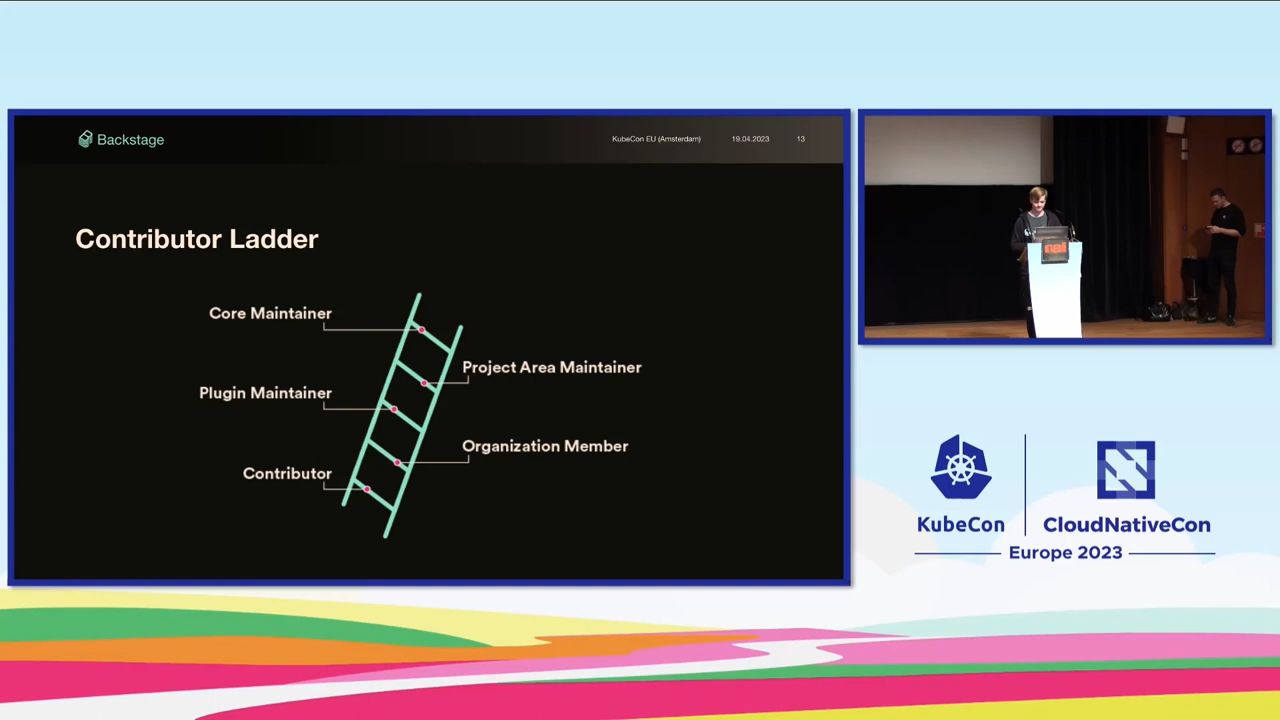 Backstage
KubeCon EU (Amsterdam) 19.04.2023 13
Contributor Ladder
Core Maintainer
Project Area Maintainer
Plugin Maintainer
Organization Member
Contributor
KubeCon
CloudNativeCon
Europe 2023